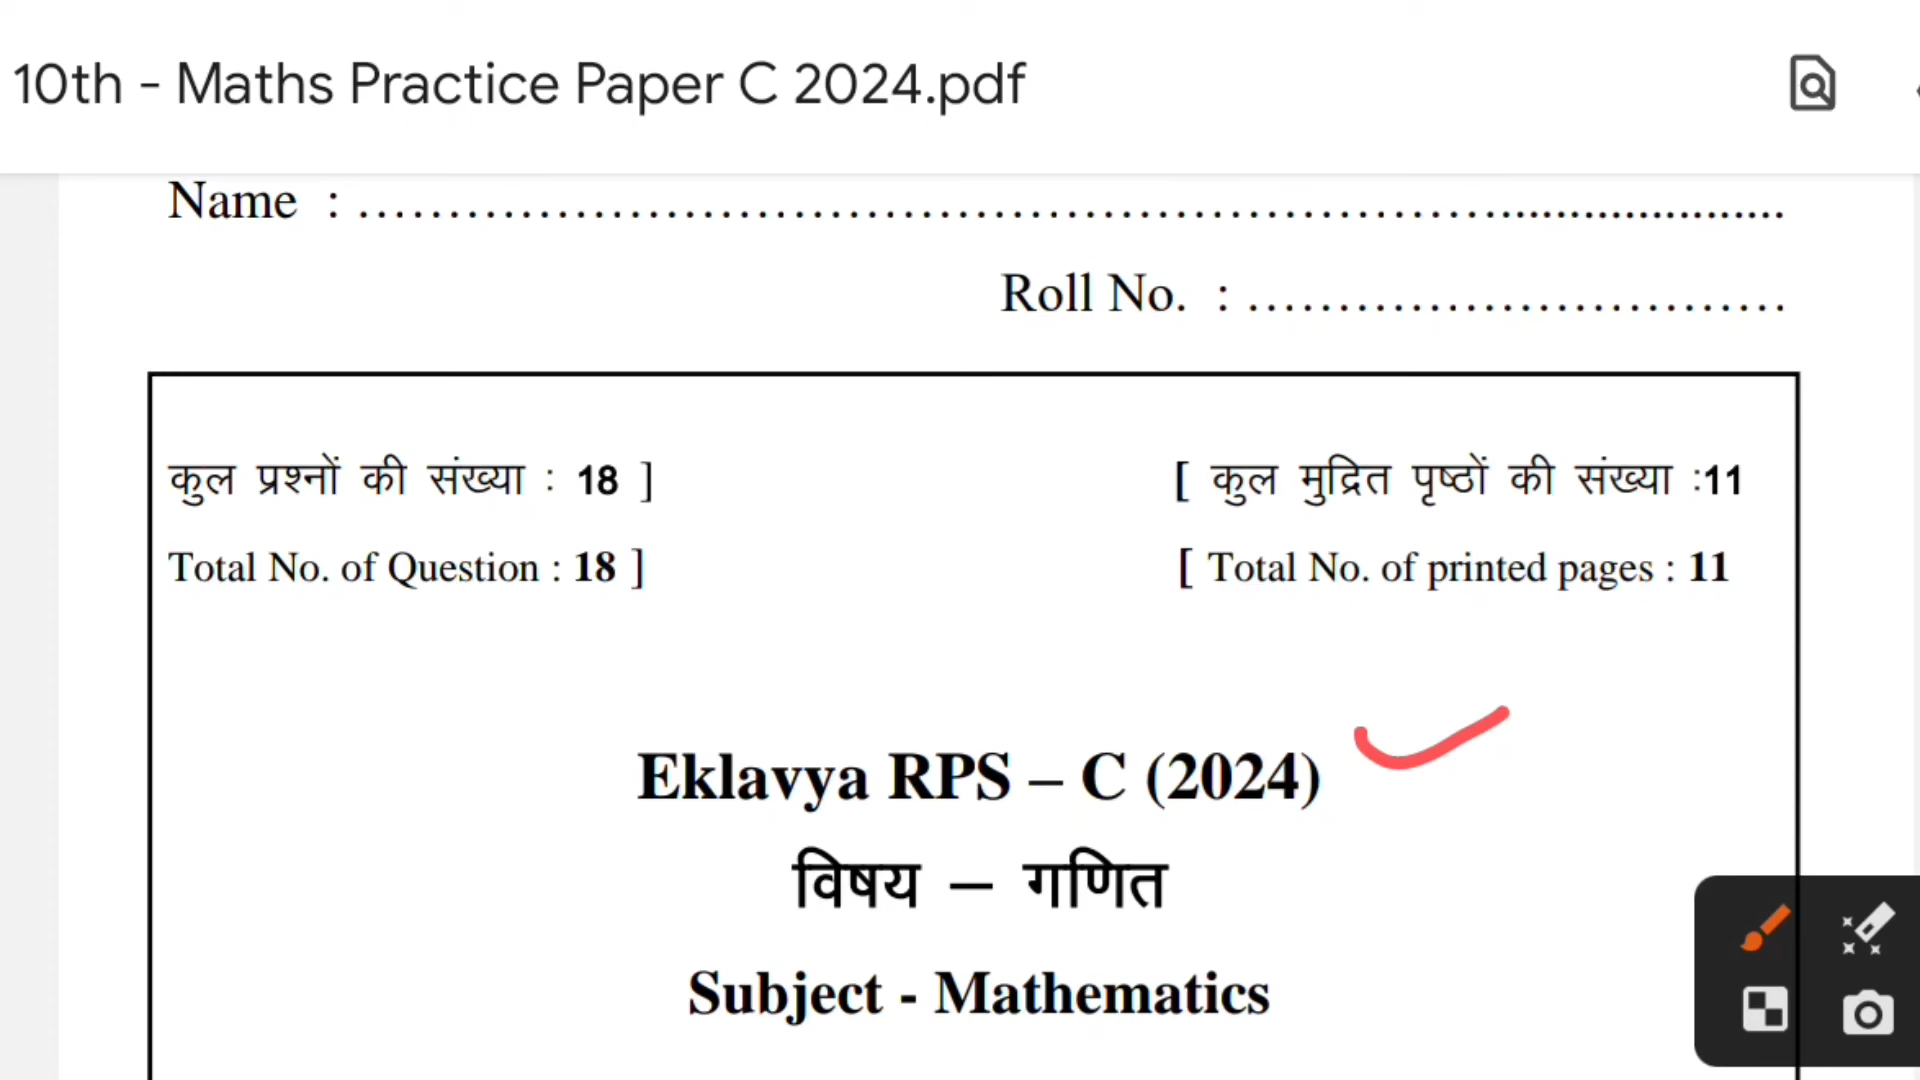 10th - Maths Practice Paper C 2024.pdf
Name : ........................................................................................
Roll No. : ..............................
कुल प्रश्नों की संख्या : 18 ] [ कुल मुद्रित पृष्ठों की संख्या :11
Total No. of Question : 18 ] [ Total No. of printed pages : 11
Eklavya RPS – C (2024)
विषय – गणित
Subject - Mathematics